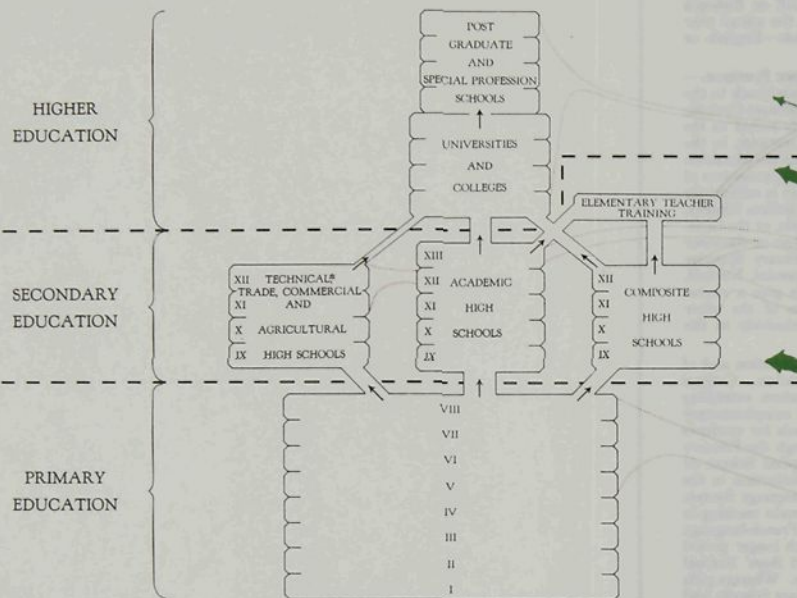 POST
GRADUATE
AND
SPECIAL PROFESSION
SCHOOLS
HIGHER
EDUCATION
UNIVERSITIES
AND
COLLEGES
ELEMENTARY TEACHER
TRAINING
SECONDARY
EDUCATION
XII TECHNICAL,
TRADE, COMMERCIAL
XI AND
X AGRICULTURAL
IX HIGH SCHOOLS
XIII
XII ACADEMIC
XI HIGH
X SCHOOLS
IX
XII
COMPOSITE
XI HIGH
X
SCHOOLS
IX
PRIMARY
EDUCATION
VIII
VII
VI
V
IV
III
II
I